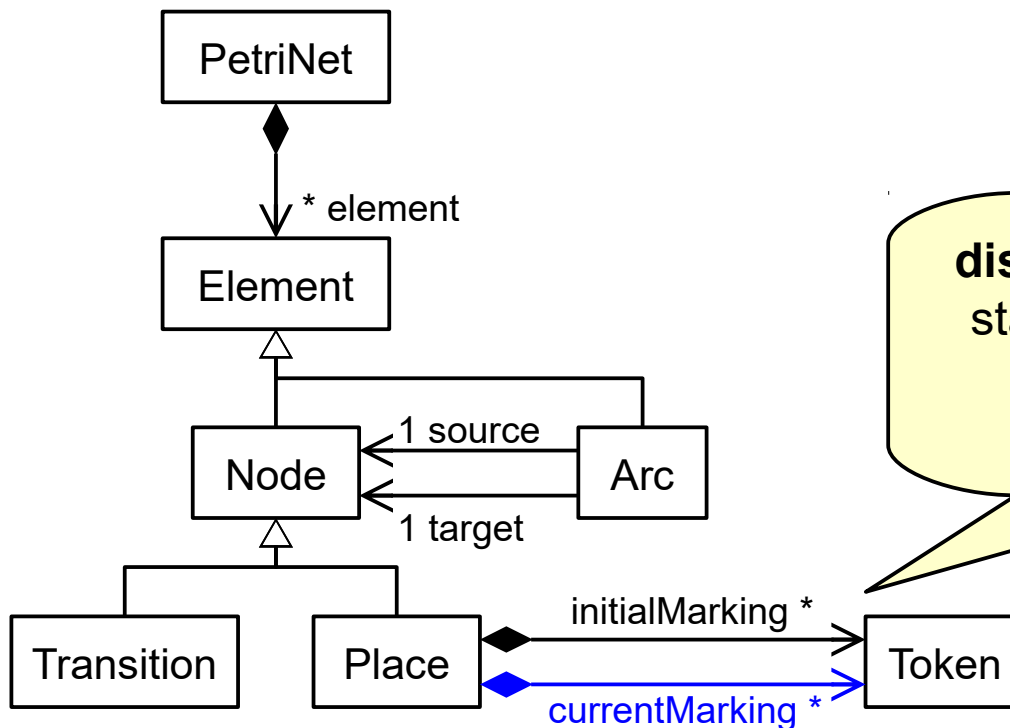 PetriNet
* element
Element
1 source
Node
Arc
1 target
initialMarking *
Transition
Place
Token
currentMarking *